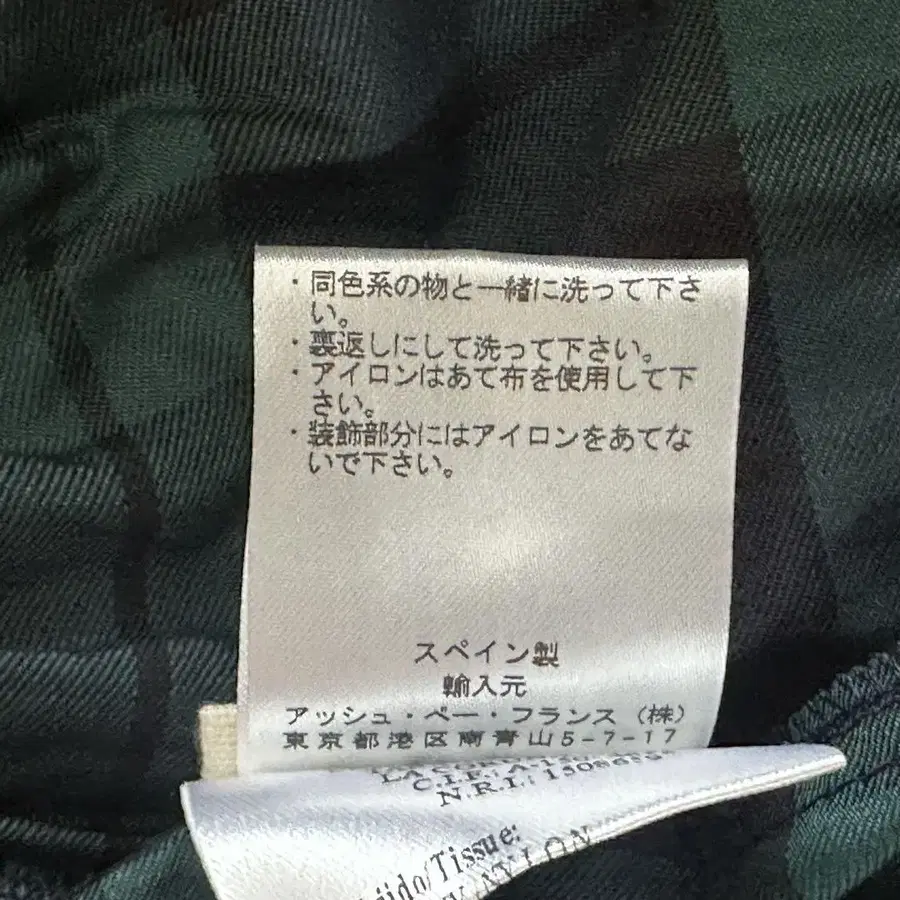 ・同色系の物と一緒に洗って下さ
い。
・裏返しにして洗って下さい。
・アイロンはあて布を使用して下
さい。
・装飾部分にはアイロンをあてな
いで下さい。
スペイン製
輸入元
アッシュ・ペー・フランス（株）
東京都港区南青山5-7-17
C.I.F.:
N.R.I.:
/Tissue:
NYLON